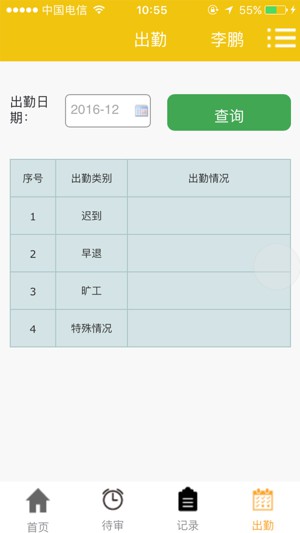 中国电信 10:55 55%
出勤 李鹏
出勤日
期： 2016-12 查询
序号 出勤类别 出勤情况
1 迟到
2 早退
3 旷工
4 特殊情况
首页 待审 记录 出勤